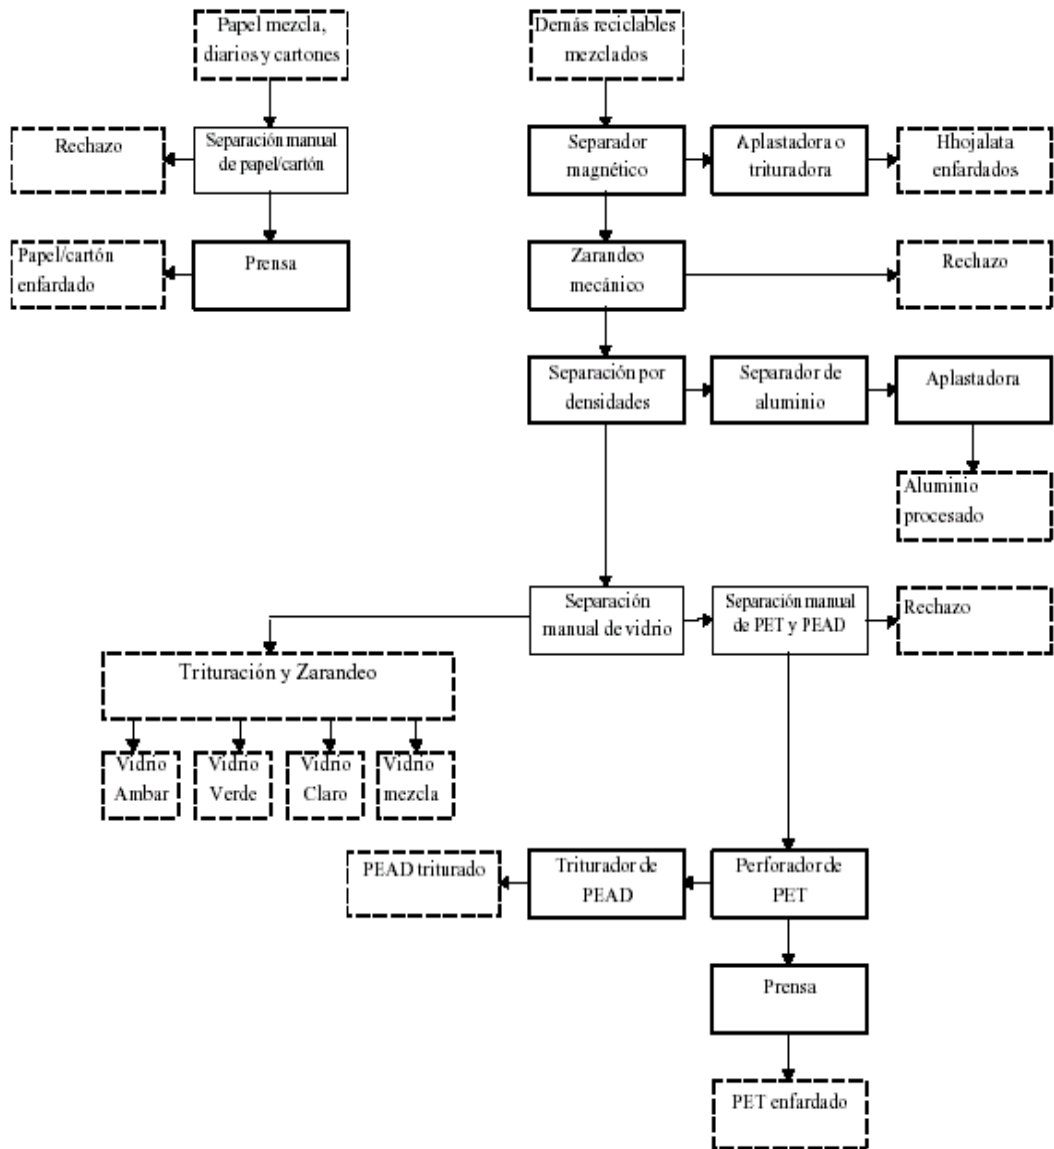 Papel mezcla,
diarios y cartones
Demás reciclables
mezclados
Rechazo
Separación manual
de papel/cartón
Separador
magnético
Aplastadora o
trituradora
Hhojalata
enfardados
Papel/cartón
enfardado
Prensa
Zarandeo
mecánico
Rechazo
Separación por
densidades
Separador de
aluminio
Aplastadora
Aluminio
procesado
Separación
manual de vidrio
Separación manual
de PET y PEAD
Rechazo
Trituración y Zarandeo
Vidrio
Ambar
Vidrio
Verde
Vidrio
Claro
Vidrio
mezcla
PEAD triturado
Triturador de
PEAD
Perforador de
PET
Prensa
PET enfardado